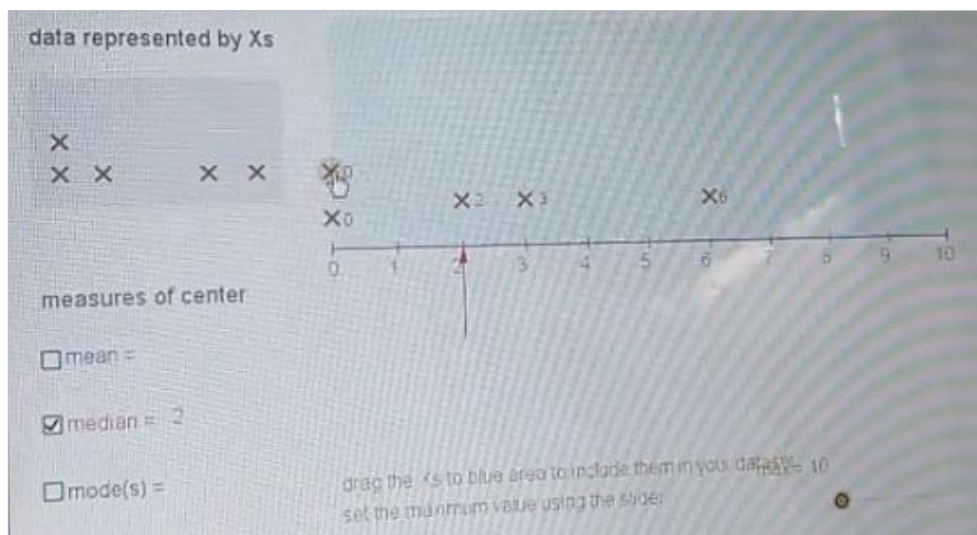 data represented by Xs
X
X X X X X 0
X 0 X 2 X 3 X 6
0 1 2 3 4 5 6 7 8 9 10
measures of center
mean =
median = 2
mode(s) =
drag the Xs to blue area to include them in your dataset 10
set the maximum value using the slider